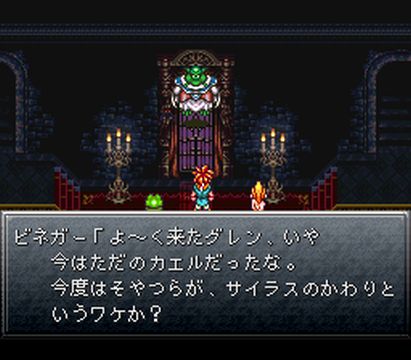 ビネガー「よ~く来たグレン、いや
今はただのカエルだったな。
今度はそやつらが、サイラスのかわりと
いうワケか?